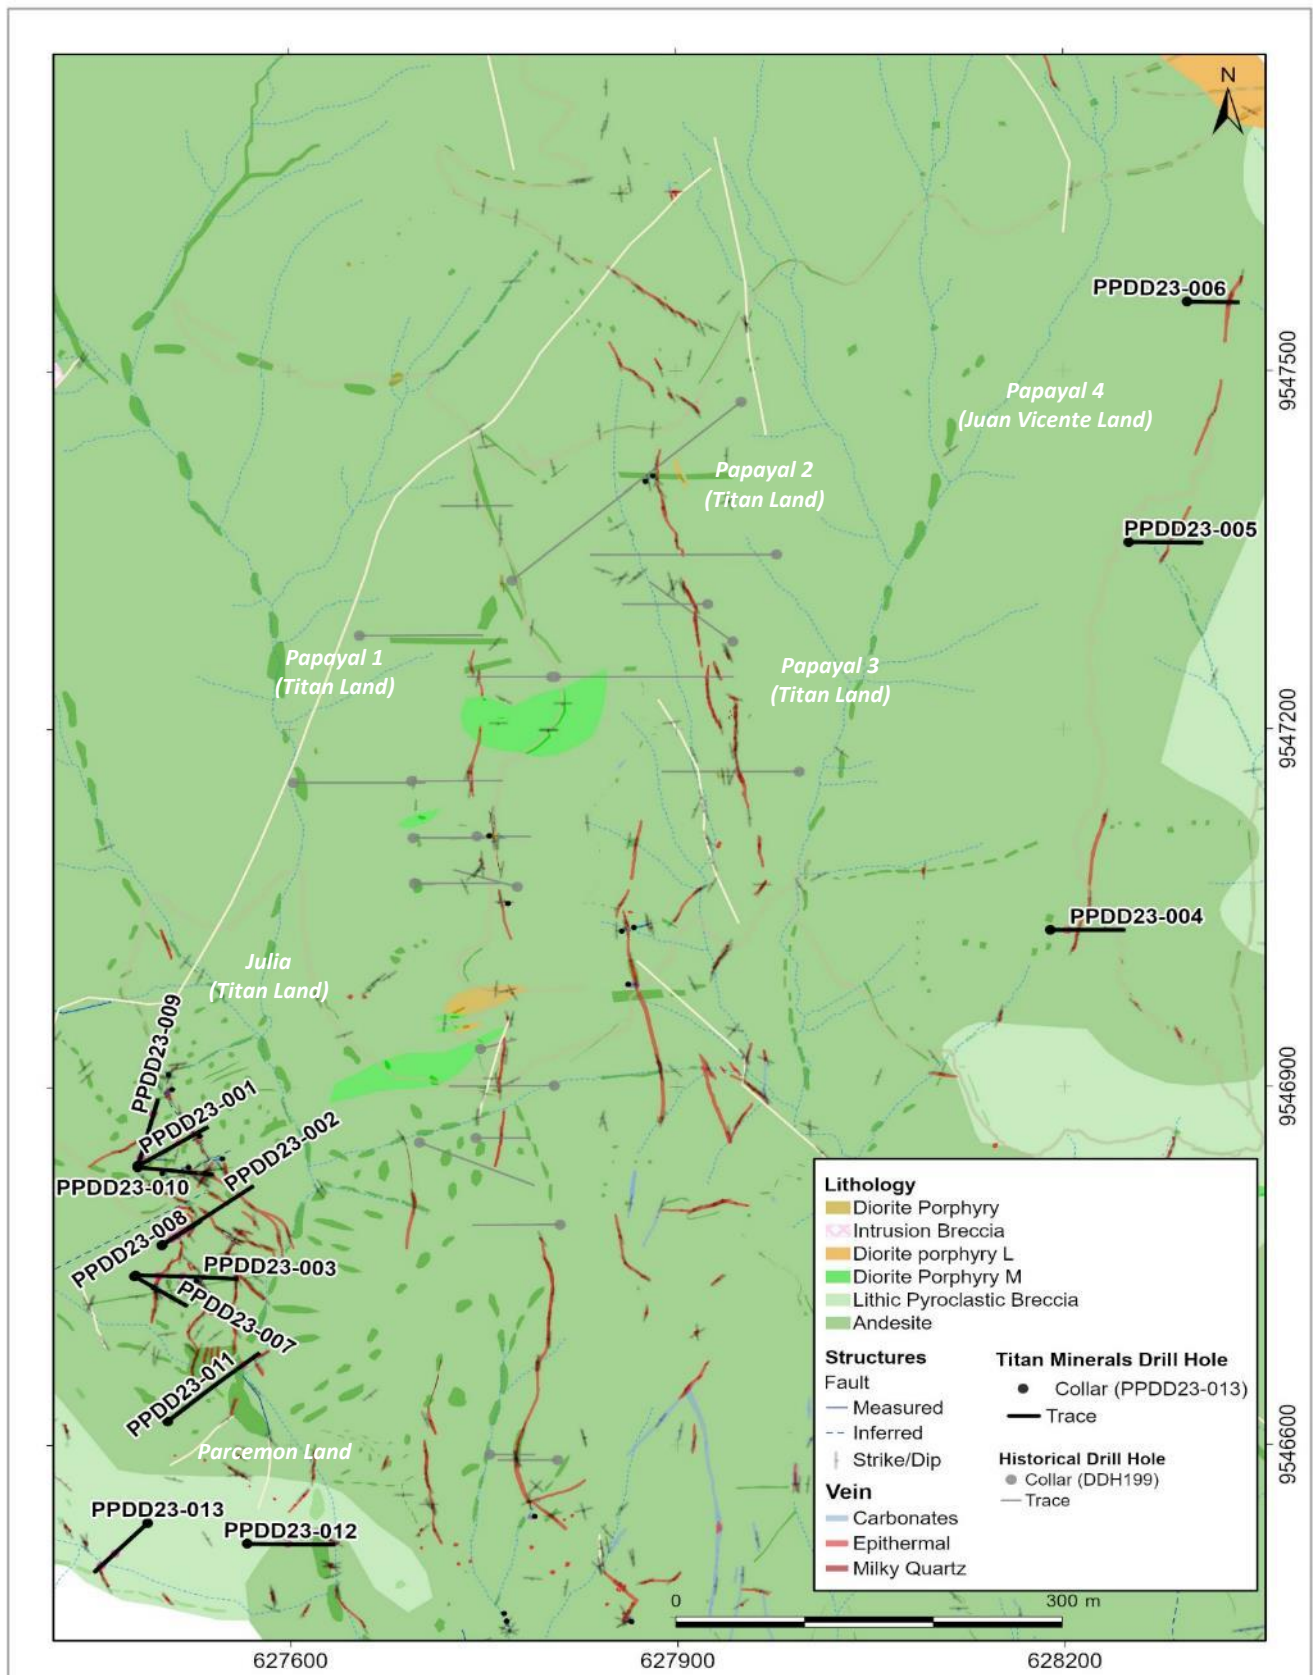 N
PPDD23-006
9547500
Papayal 4
(Juan Vicente Land)
Papayal 2
(Titan Land)
PPDD23-005
Papayal 1
(Titan Land)
Papayal 3
(Titan Land)
9547200
PPDD23-004
Julia
(Titan Land)
PPDD23-009
9546900
PPDD23-001
PPDD23-002
PPDD23-010
PPDD23-008
PPDD23-003
PPDD23-007
PPDD23-011
Parcemon Land
9546600
PPDD23-013
PPDD23-012
Lithology
Diorite Porphyry
Intrusion Breccia
Diorite porphyry L
Diorite Porphyry M
Lithic Pyroclastic Breccia
Andesite
Structures
Fault
Measured
Inferred
Strike/Dip
Vein
Carbonates
Epithermal
Milky Quartz
Titan Minerals Drill Hole
Collar (PPDD23-013)
Trace
Historical Drill Hole
Collar (DDH199)
Trace
0 300 m
627600 627900 628200